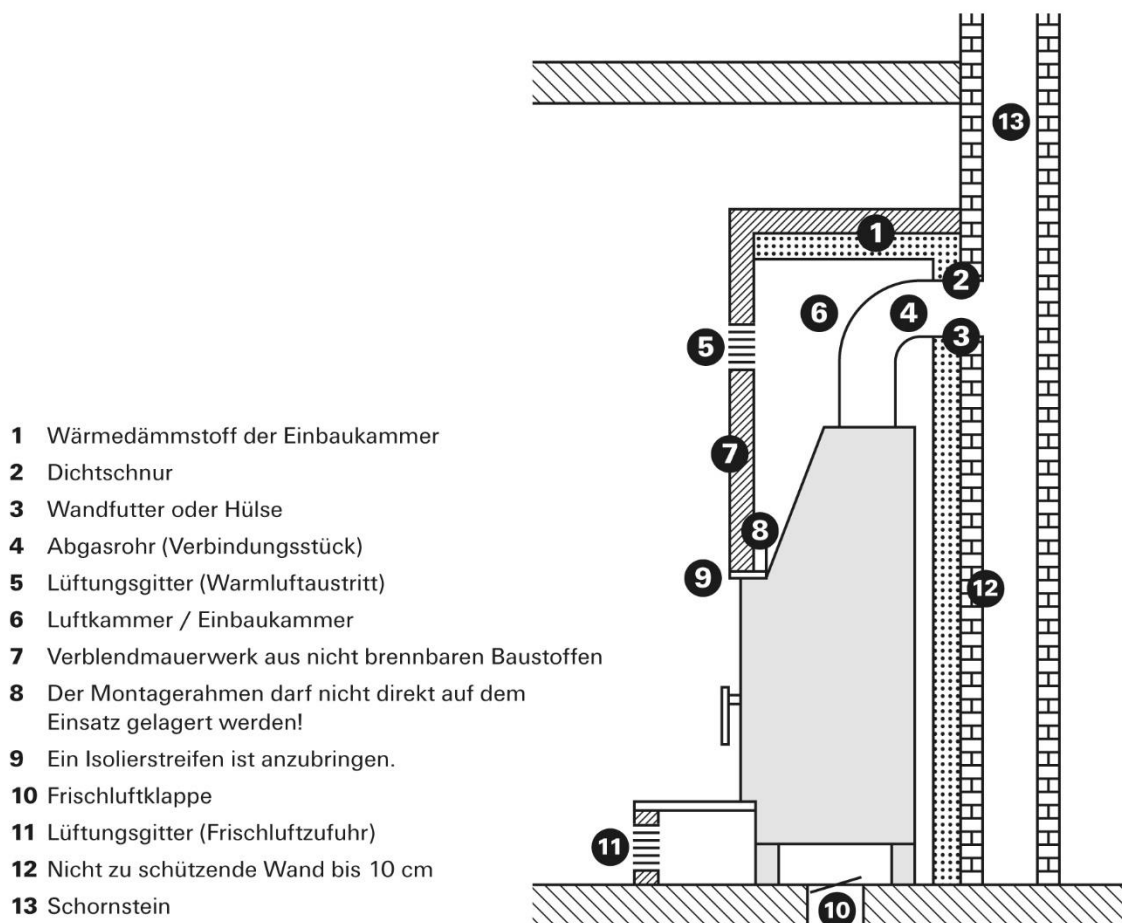 13
1
2
6
4
5
3
7
8
9
12
11
10
1 Wärmedämmstoff der Einbaukammer
2 Dichtschnur
3 Wandfutter oder Hülse
4 Abgasrohr (Verbindungsstück)
5 Lüftungsgitter (Warmluftaustritt)
6 Luftkammer / Einbaukammer
7 Verblendmauerwerk aus nicht brennbaren Baustoffen
8 Der Montagerahmen darf nicht direkt auf dem
Einsatz gelagert werden!
9 Ein Isolierstreifen ist anzubringen.
10 Frischluftklappe
11 Lüftungsgitter (Frischluftzufuhr)
12 Nicht zu schützende Wand bis 10 cm
13 Schornstein